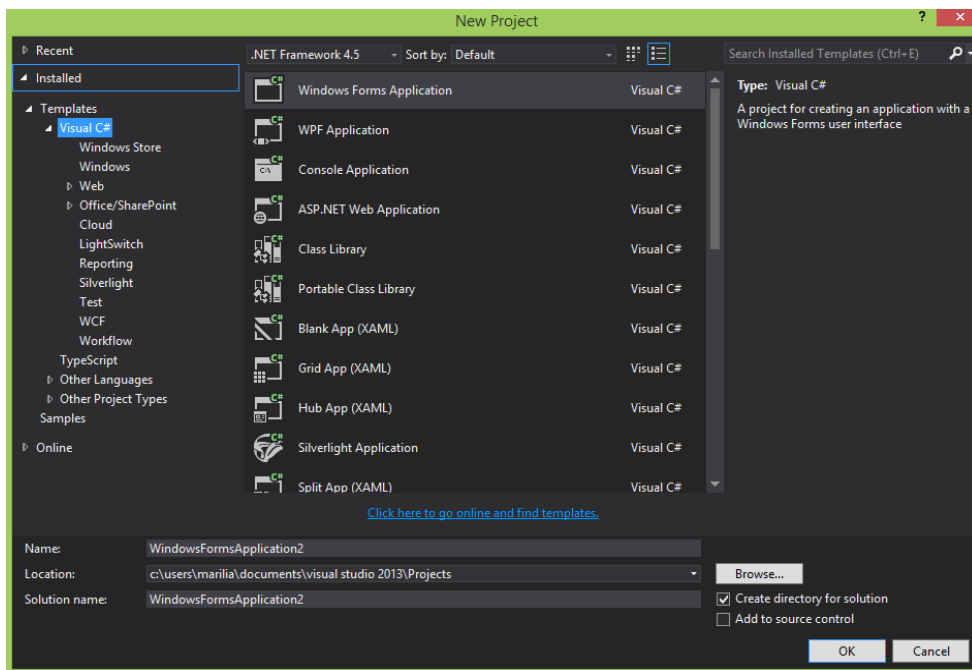 New Project
?
Recent
.NET Framework 4.5
Sort by: Default
Search Installed Templates (Ctrl+E)
Installed
Templates
Visual C#
Windows Store
Windows
Web
Office/SharePoint
Cloud
LightSwitch
Reporting
Silverlight
Test
WCF
Workflow
TypeScript
Other Languages
Other Project Types
Samples
Online
C# Windows Forms Application Visual C#
C# WPF Application Visual C#
C# C:\ Console Application Visual C#
C# ASP.NET Web Application Visual C#
C# Class Library Visual C#
C# Portable Class Library Visual C#
C# Blank App (XAML) Visual C#
C# Grid App (XAML) Visual C#
C# Hub App (XAML) Visual C#
C# Silverlight Application Visual C#
C# Split App (XAML) Visual C#
Type: Visual C#
A project for creating an application with a
Windows Forms user interface
Click here to go online and find templates.
Name: WindowsFormsApplication2
Location: c:\users\marilia\documents\visual studio 2013\Projects
Browse...
Solution name: WindowsFormsApplication2
Create directory for solution
Add to source control
OK
Cancel